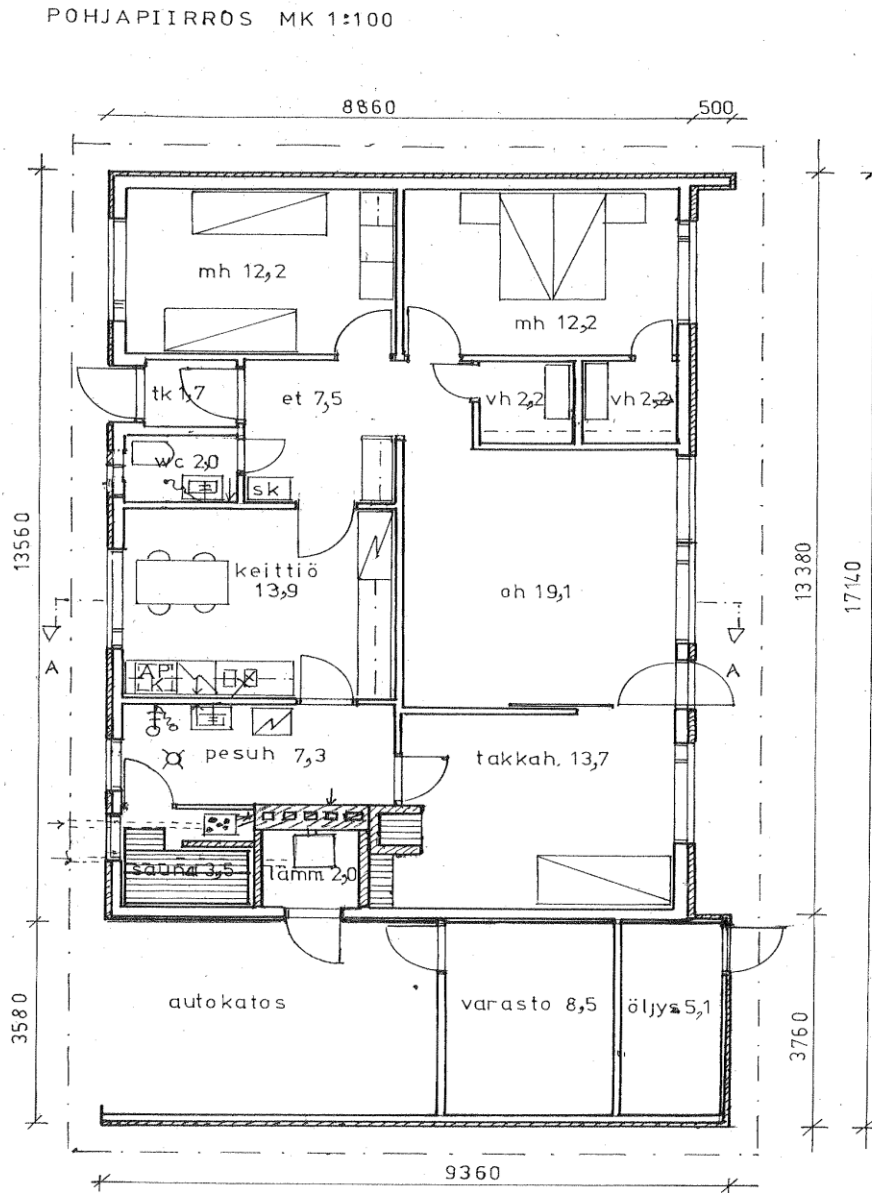 POHJAPIIRRÖS MK 1:100
8860
500
mh 12,2
mh 12,2
tk 1,7
et 7,5
vh 2,2
vh 2,2
wc 2,0
sk
13560
keittiö
13,9
oh 19,1
13380
17140
A
A
AP
K
pesuh 7,3
takkah. 13,7
sauna 3,5
lämm 2,0
autokatos
varasto 8,5
öljys. 5,1
3580
3760
9360